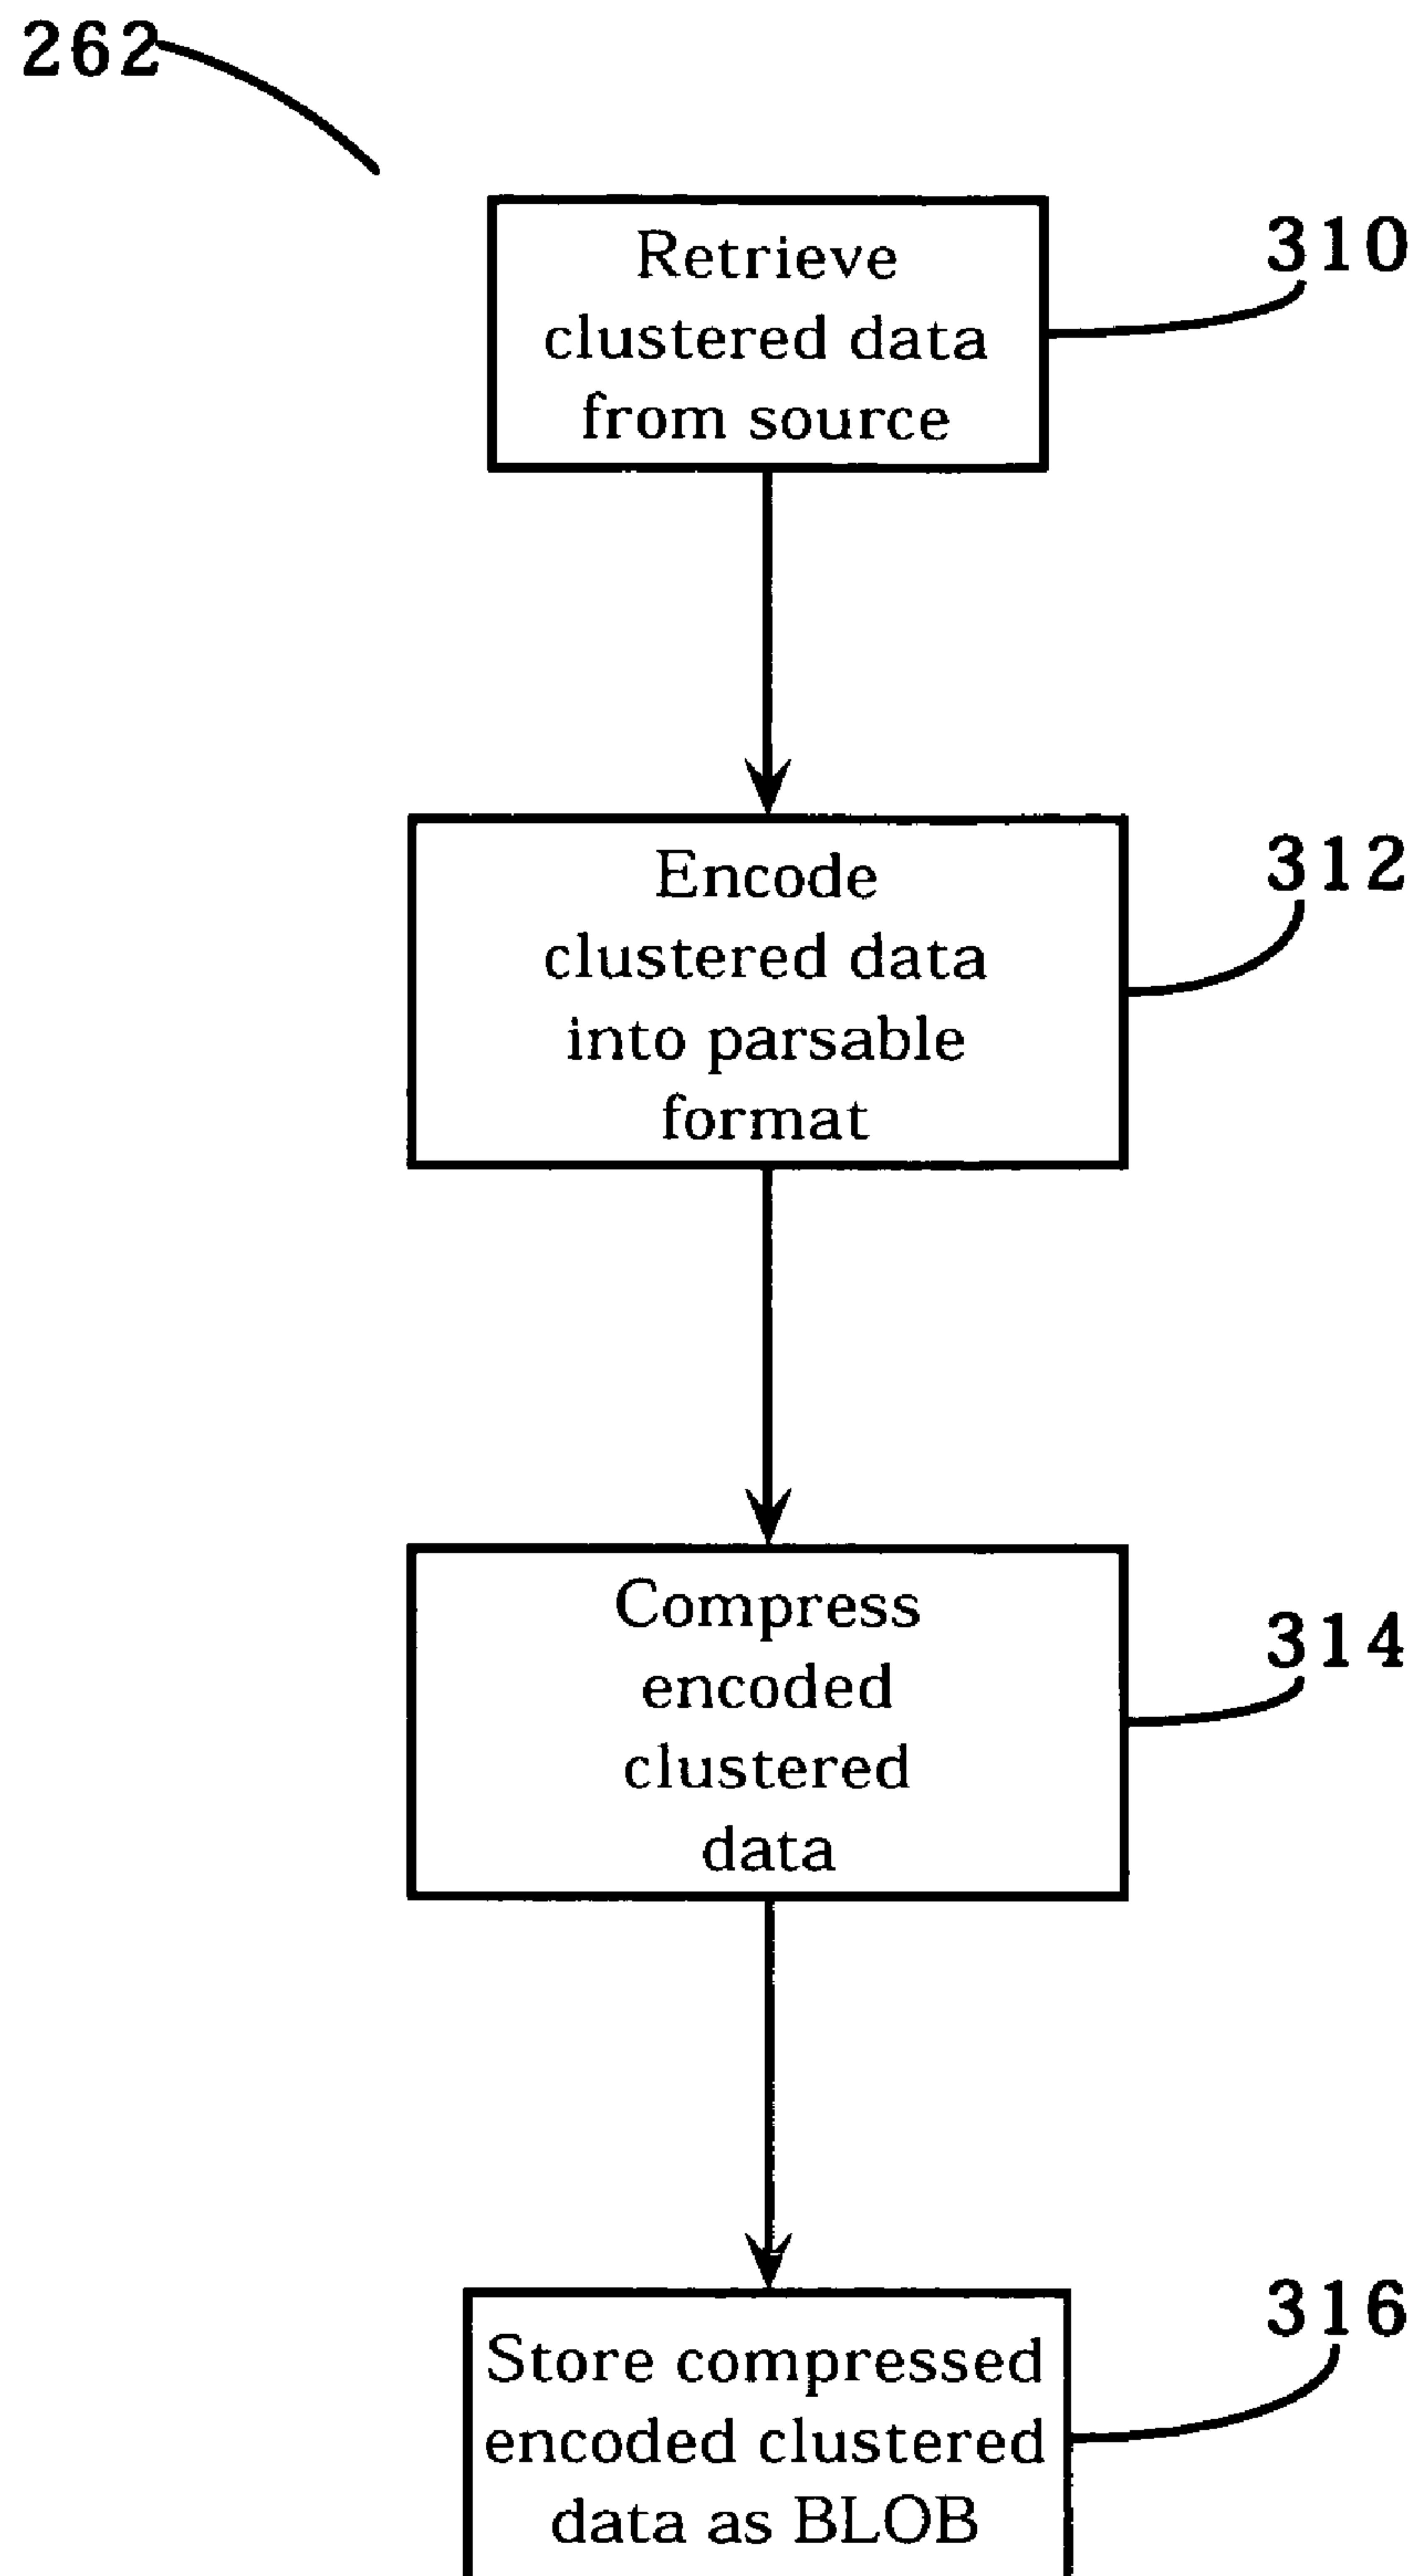 262
Retrieve
clustered data
from source
310
Encode
clustered data
into parsable
format
312
Compress
encoded
clustered
data
314
Store compressed
encoded clustered
data as BLOB
316